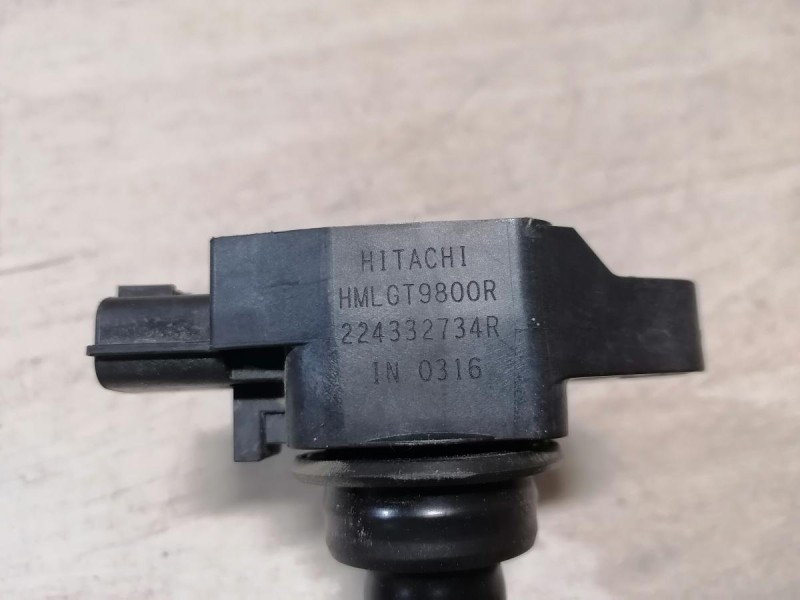 HITACHI
HMLGT9800R
224332734R
IN 0316